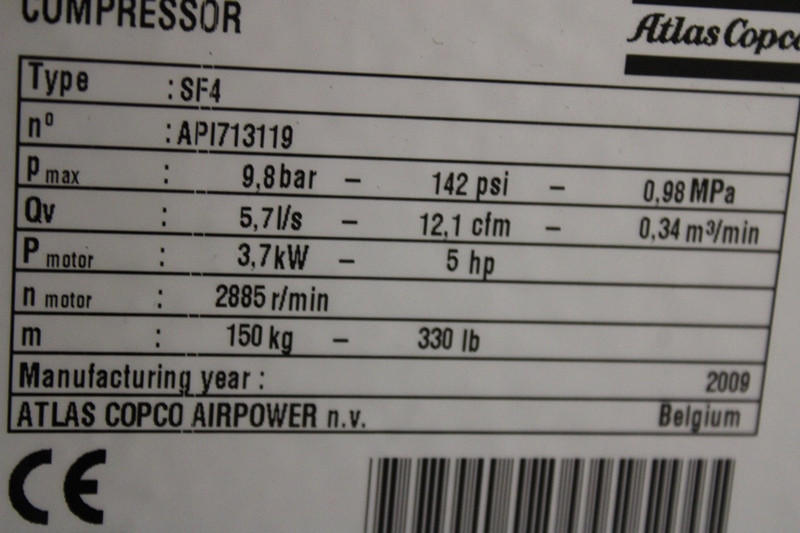 COMPRESSOR
Atlas Copco
Type : SF4
nº : API713119
P max : 9,8 bar – 142 psi – 0,98 MPa
Qv : 5,7 l/s – 12,1 cfm – 0,34 m³/min
P motor : 3,7 kW – 5 hp
n motor : 2885 r/min
m : 150 kg – 330 lb
Manufacturing year : 2009
ATLAS COPCO AIRPOWER n.v. Belgium
CE